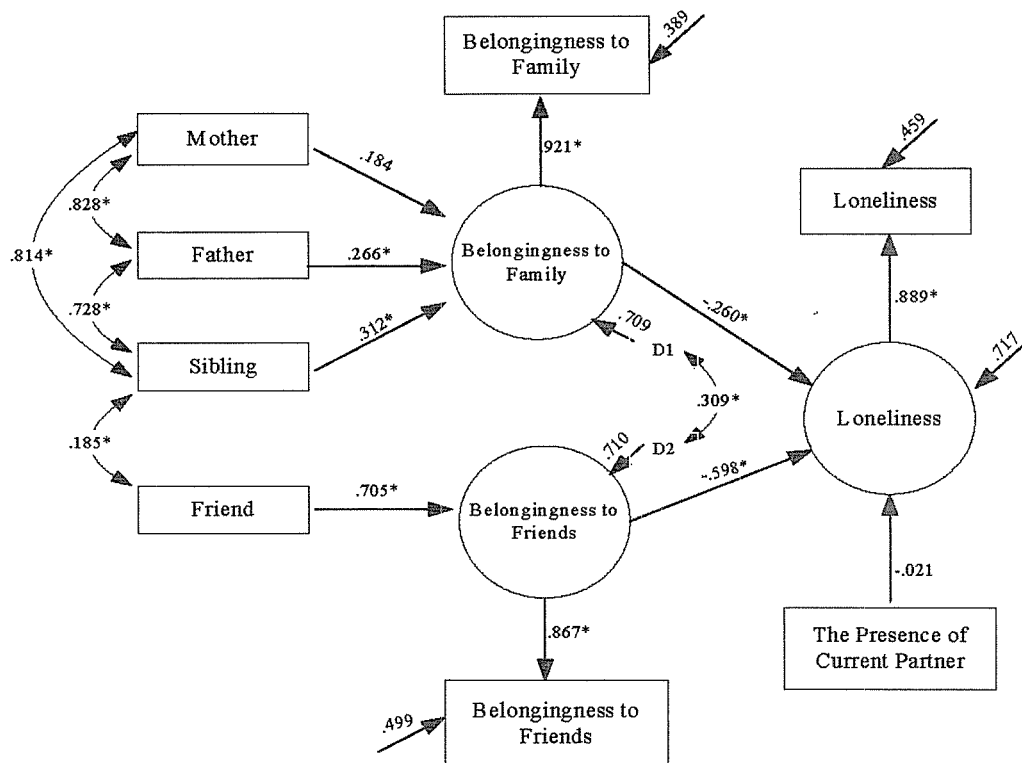 Belongingness to
Family
.389
Mother
.184
.921*
.459
Loneliness
.828*
.814*
Father
.266*
Belongingness to
Family
.889*
.728*
.312*
-.260*
.709
D1
.717
Sibling
.309*
Loneliness
.185*
.710
D2
-.598*
Friend
.705*
Belongingness to
Friends
-.021
.867*
The Presence of
Current Partner
.499
Belongingness to
Friends